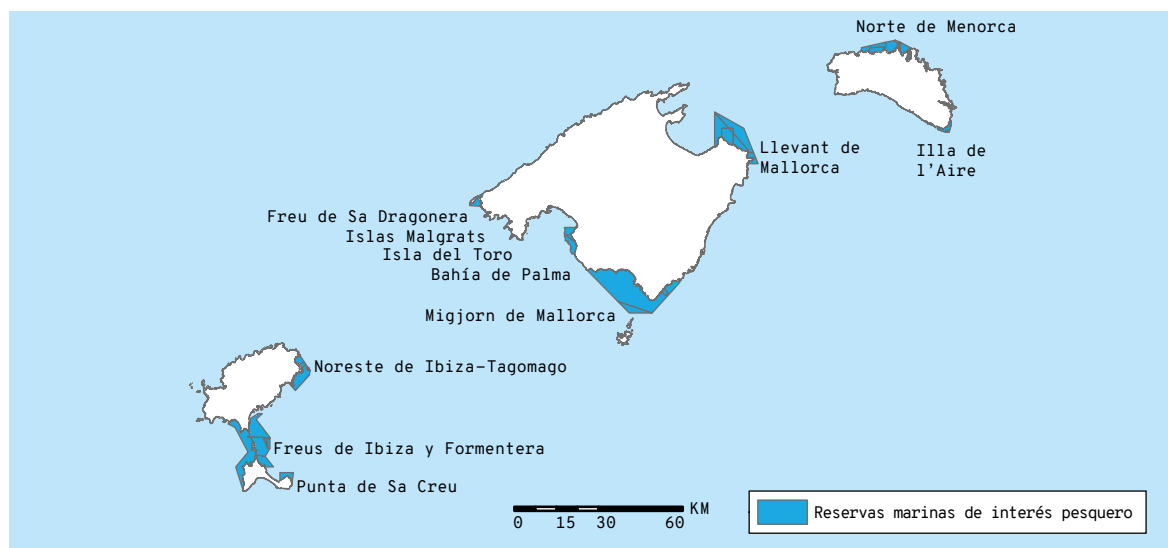 Norte de Menorca
Llevant de
Mallorca
Illa de
l'Aire
Freu de Sa Dragonera
Islas Malgrats
Isla del Toro
Bahía de Palma
Migjorn de Mallorca
Noreste de Ibiza–Tagomago
Freus de Ibiza y Formentera
Punta de Sa Creu
KM
0 15 30 60
Reservas marinas de interés pesquero